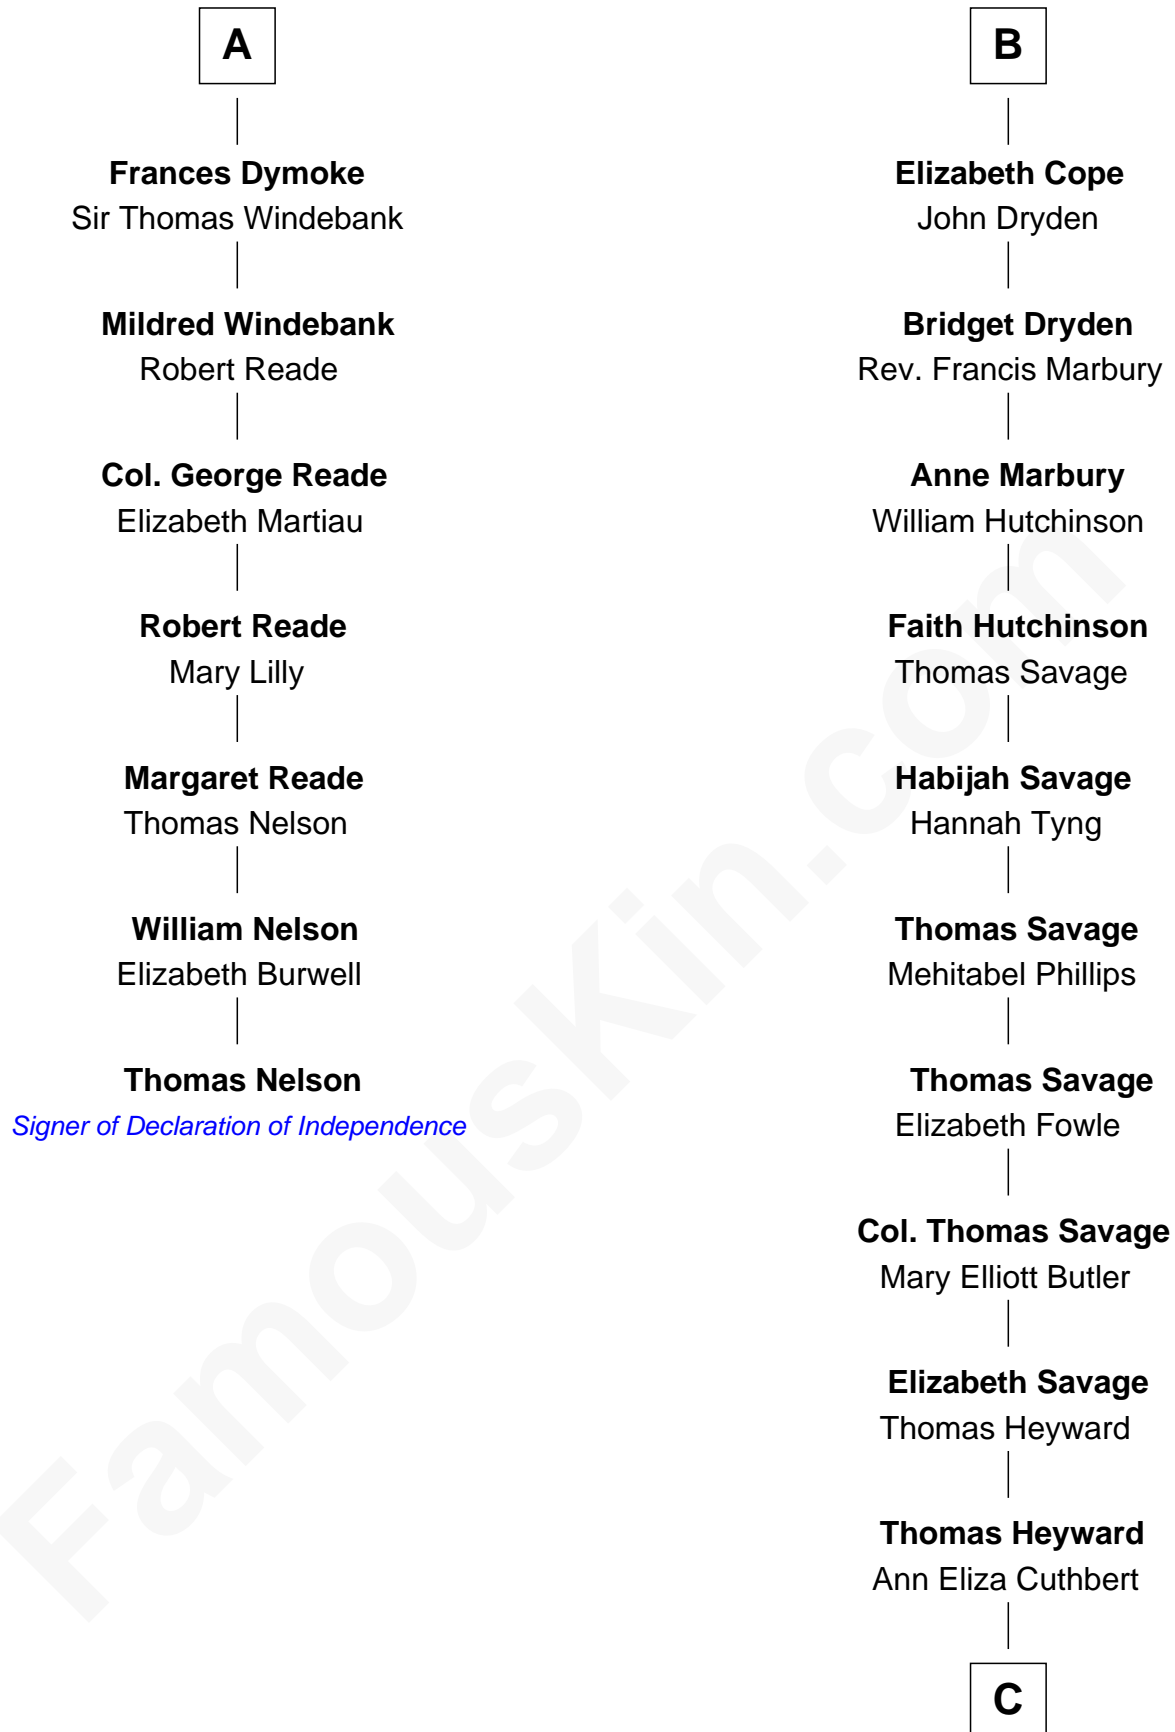 A
Frances Dymoke
Sir Thomas Windebank
Mildred Windebank
Robert Reade
Col. George Reade
Elizabeth Martiau
Robert Reade
Mary Lilly
Margaret Reade
Thomas Nelson
William Nelson
Elizabeth Burwell
Thomas Nelson
Signer of Declaration of Independence
B
Elizabeth Cope
John Dryden
Bridget Dryden
Rev. Francis Marbury
Anne Marbury
William Hutchinson
Faith Hutchinson
Thomas Savage
Habijah Savage
Hannah Tyng
Thomas Savage
Mehitabel Phillips
Thomas Savage
Elizabeth Fowle
Col. Thomas Savage
Mary Elliott Butler
Elizabeth Savage
Thomas Heyward
Thomas Heyward
Ann Eliza Cuthbert
C
FamousKin.com